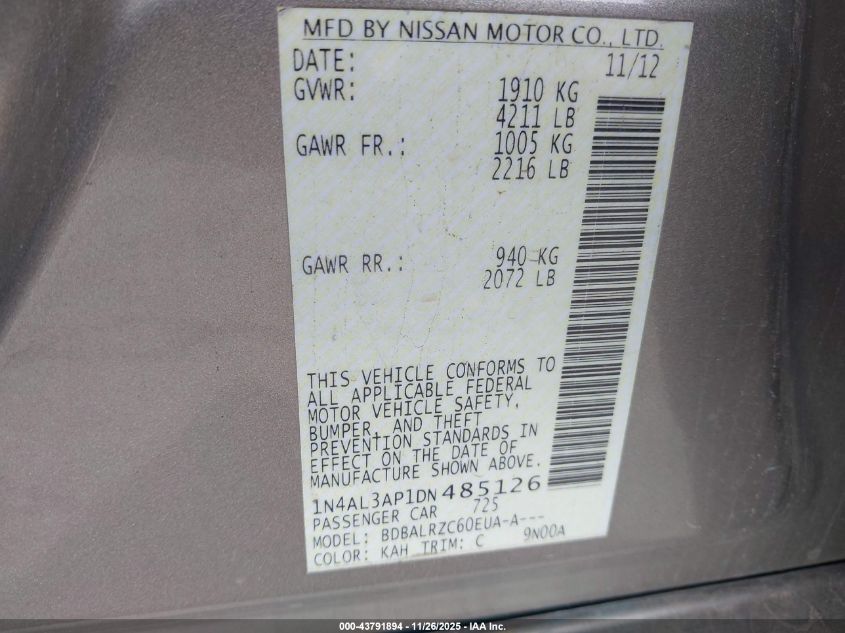 MFD BY NISSAN MOTOR CO., LTD.
DATE: 11/12
GVWR: 1910 KG
4211 LB
GAWR FR.: 1005 KG
2216 LB
GAWR RR.: 940 KG
2072 LB
THIS VEHICLE CONFORMS TO
ALL APPLICABLE FEDERAL
MOTOR VEHICLE SAFETY,
BUMPER, AND THEFT
PREVENTION STANDARDS IN
EFFECT ON THE DATE OF
MANUFACTURE SHOWN ABOVE.
1N4AL3AP1DN485126
PASSENGER CAR 725
MODEL: BDBALRZC60EUA-A---
COLOR: KAH TRIM: C 9N00A
000-43791894 - 11/26/2025 - IAA Inc.